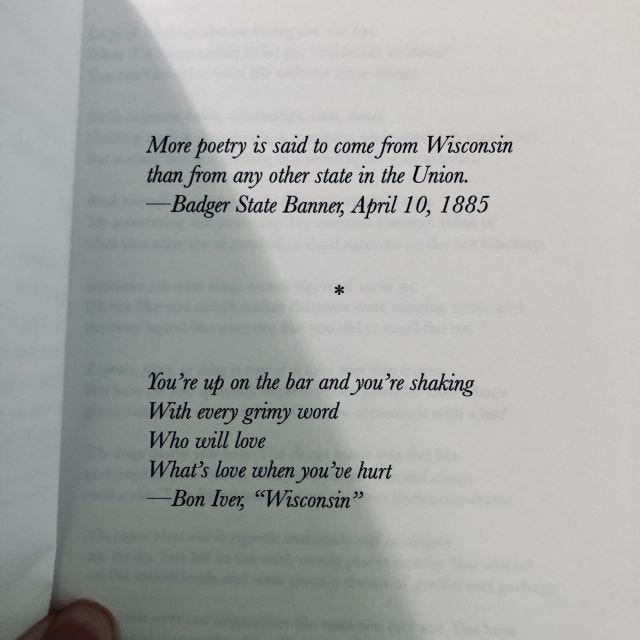 More poetry is said to come from Wisconsin
than from any other state in the Union.
—Badger State Banner, April 10, 1885
*
You're up on the bar and you're shaking
With every grimy word
Who will love
What's love when you've hurt
—Bon Iver, “Wisconsin”